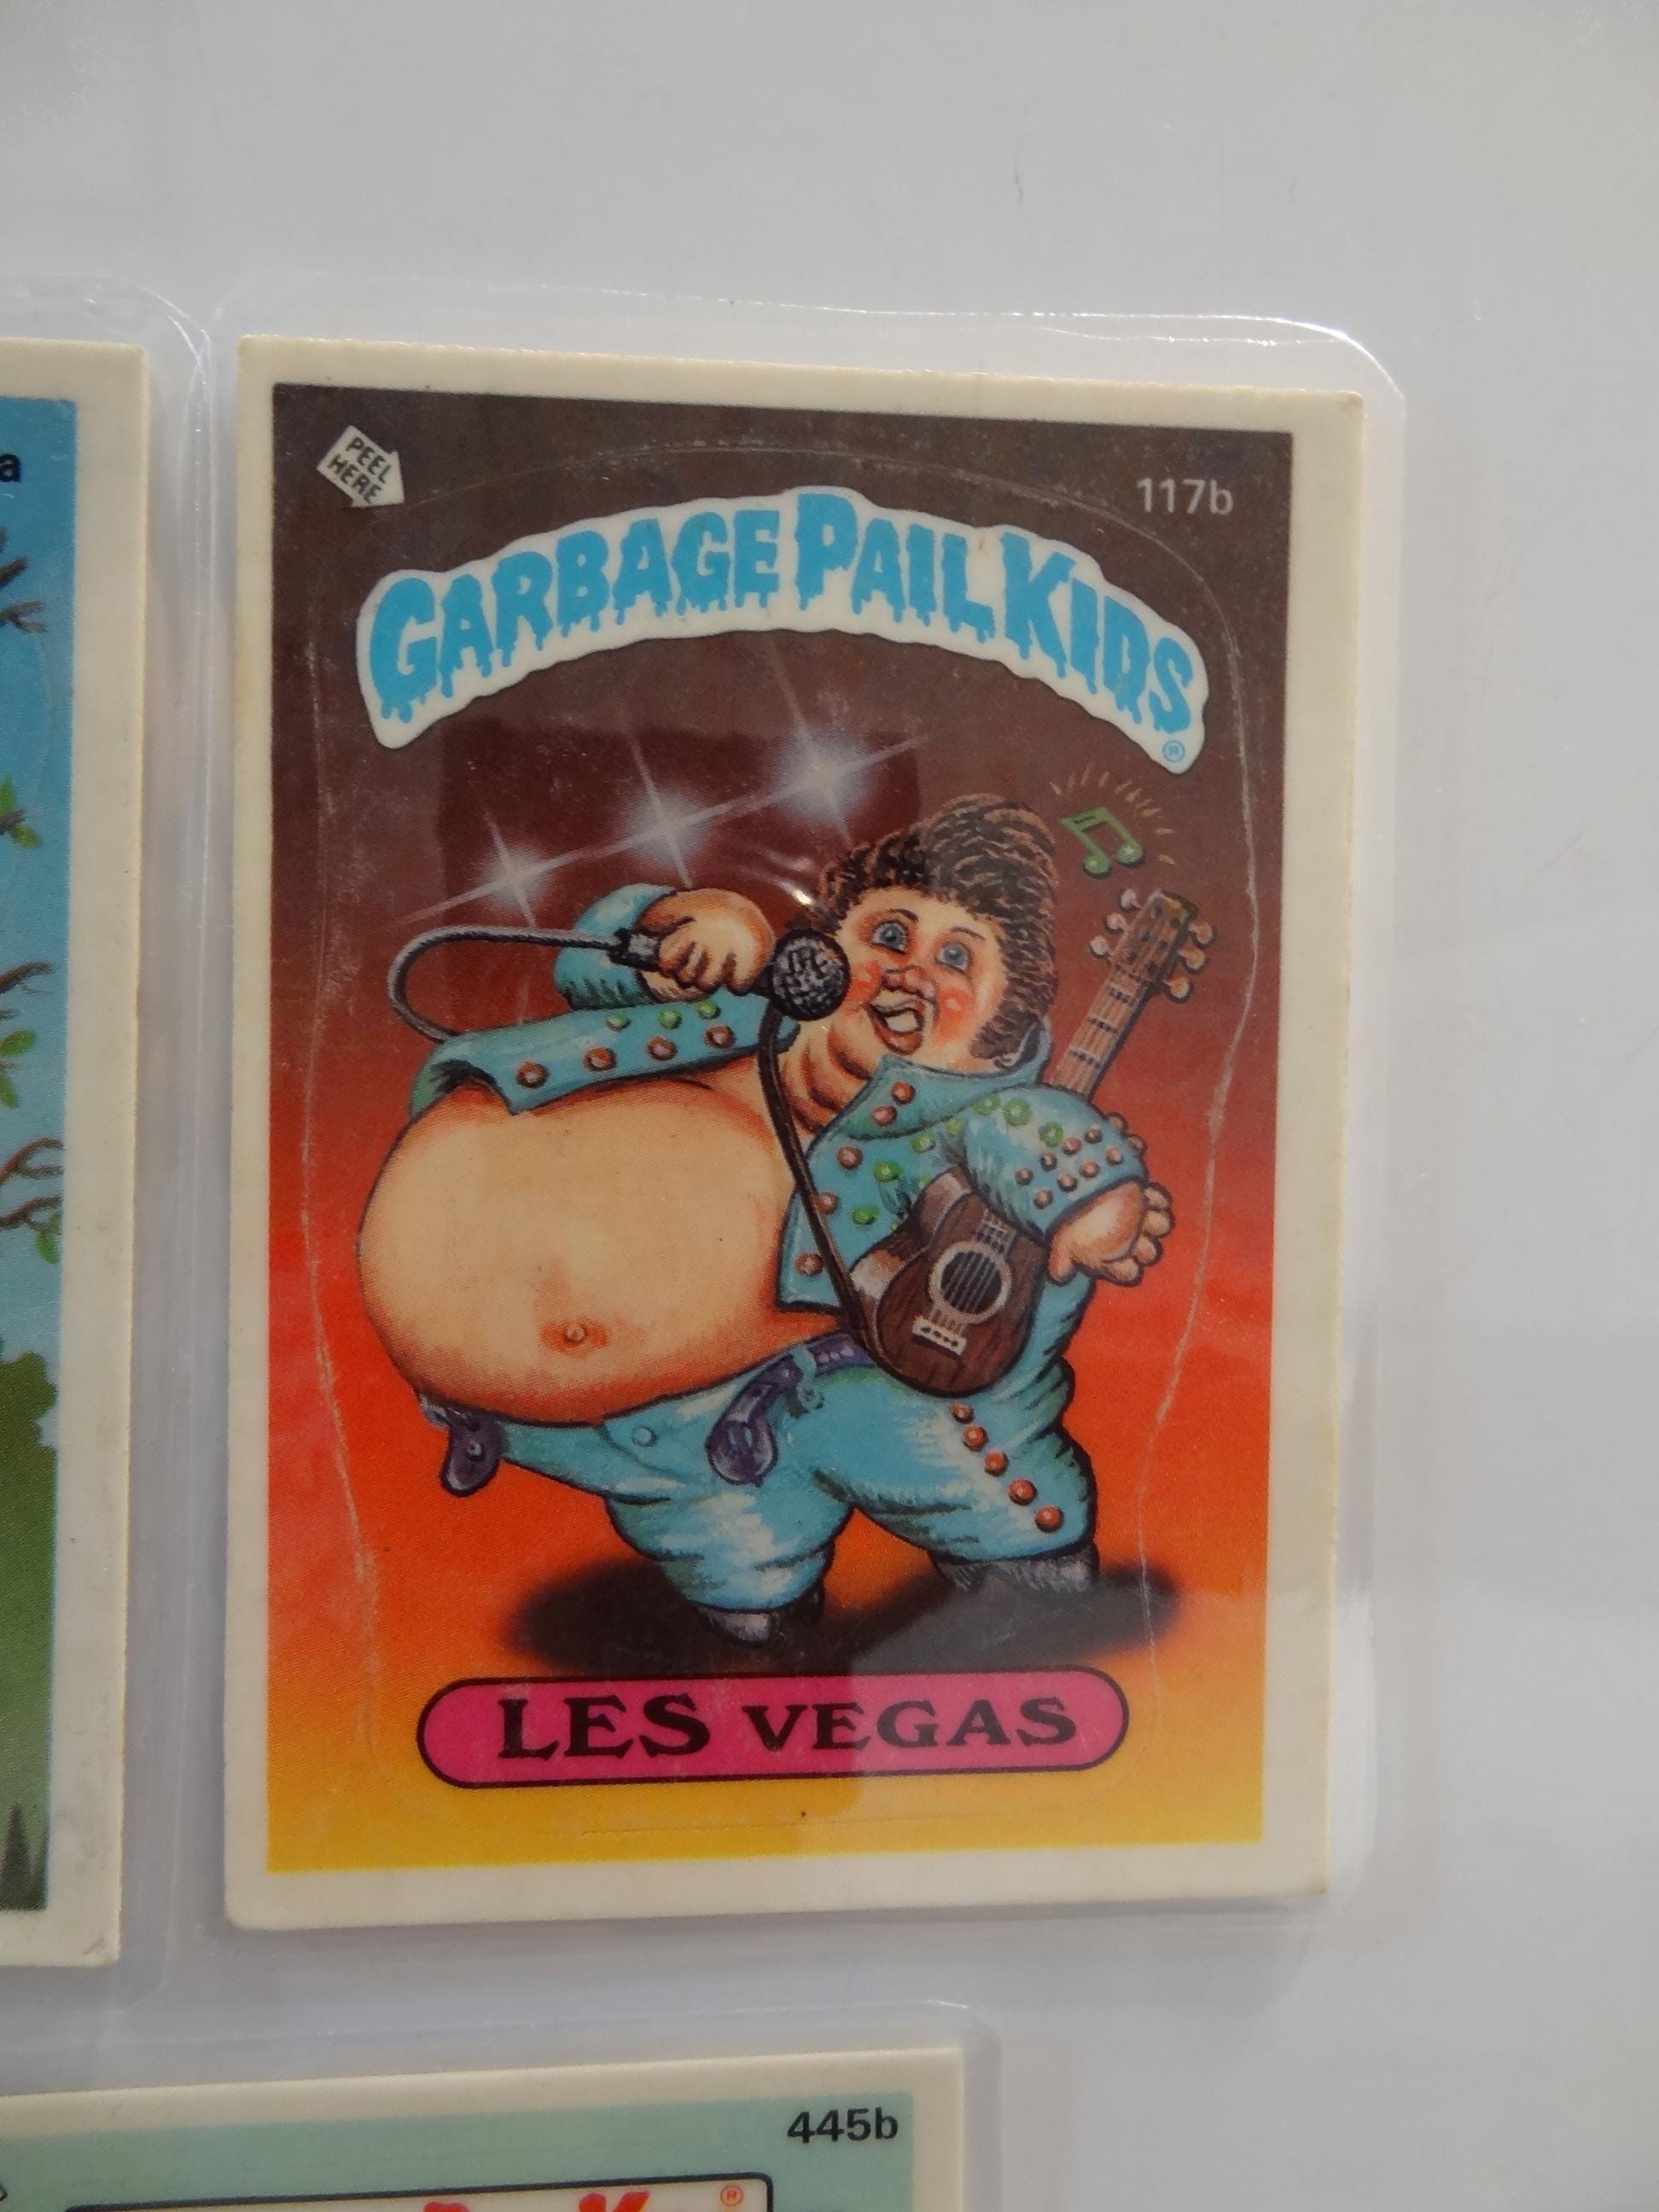 a
PEEL
HERE
117b
GARBAGE PAIL KIDS
®
LES VEGAS
445b
®